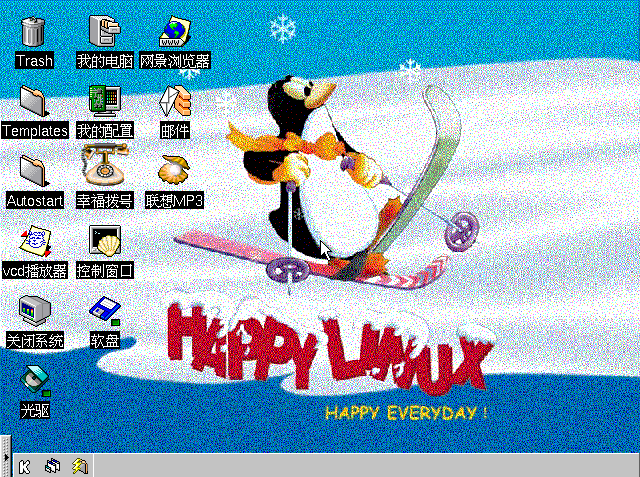 Trash
我的电脑
网景浏览器
Templates
我的配置
邮件
Autostart
幸福拨号
联想MP3
vcd播放器
控制窗口
关闭系统
软盘
光驱
HAPPY LINUX
HAPPY EVERYDAY !
K